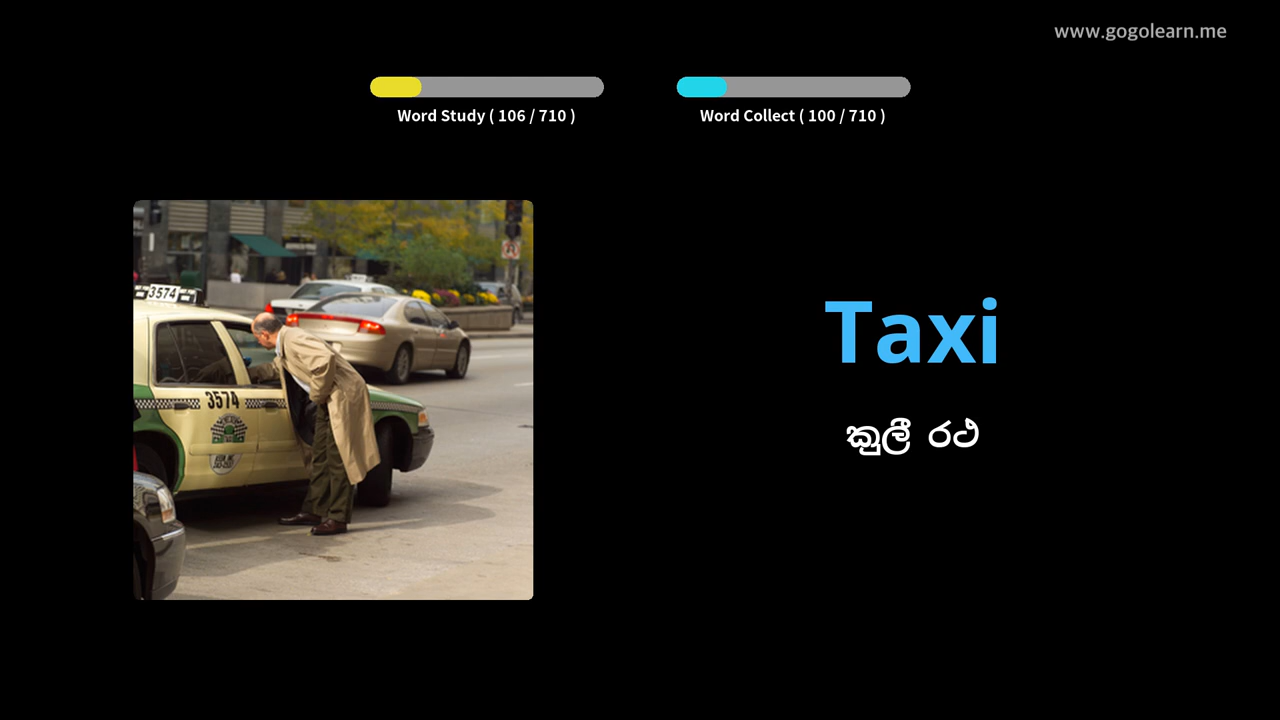 www.gogolearn.me
Word Study ( 106 / 710 )
Word Collect ( 100 / 710 )
3574
3574
Taxi
කුලී රථ